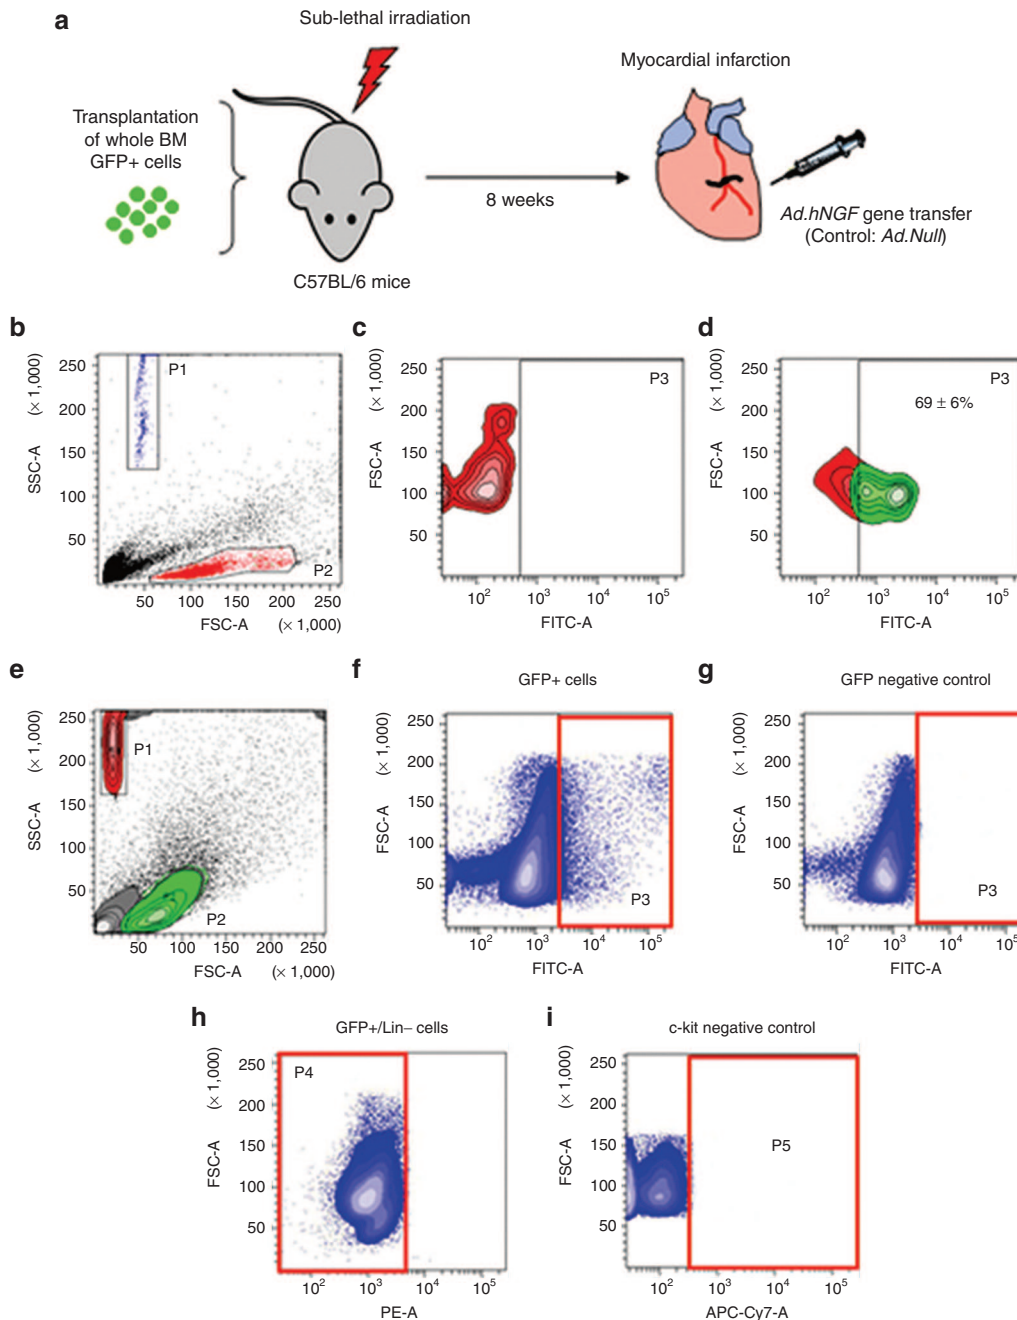 a
Sub-lethal irradiation
Transplantation
of whole BM
GFP+ cells
C57BL/6 mice
8 weeks
Myocardial infarction
Ad.hNGF gene transfer
(Control: Ad.Null)
b
SSC-A (× 1,000)
250
200
150
100
50
P1
P2
50 100 150 200 250
FSC-A (× 1,000)
c
FSC-A (× 1,000)
250
200
150
100
50
P3
10² 10³ 10⁴ 10⁵
FITC-A
d
FSC-A (× 1,000)
250
200
150
100
50
P3
69 ± 6%
10² 10³ 10⁴ 10⁵
FITC-A
e
SSC-A (× 1,000)
250
200
150
100
50
P1
P2
50 100 150 200 250
FSC-A (× 1,000)
f
GFP+ cells
FSC-A (× 1,000)
250
200
150
100
50
P3
10² 10³ 10⁴ 10⁵
FITC-A
g
GFP negative control
FSC-A (× 1,000)
250
200
150
100
50
P3
10² 10³ 10⁴ 10⁵
FITC-A
h
GFP+/Lin− cells
FSC-A (× 1,000)
250
200
150
100
50
P4
10² 10³ 10⁴ 10⁵
PE-A
i
c-kit negative control
FSC-A (× 1,000)
250
200
150
100
50
P5
10² 10³ 10⁴ 10⁵
APC-Cy7-A